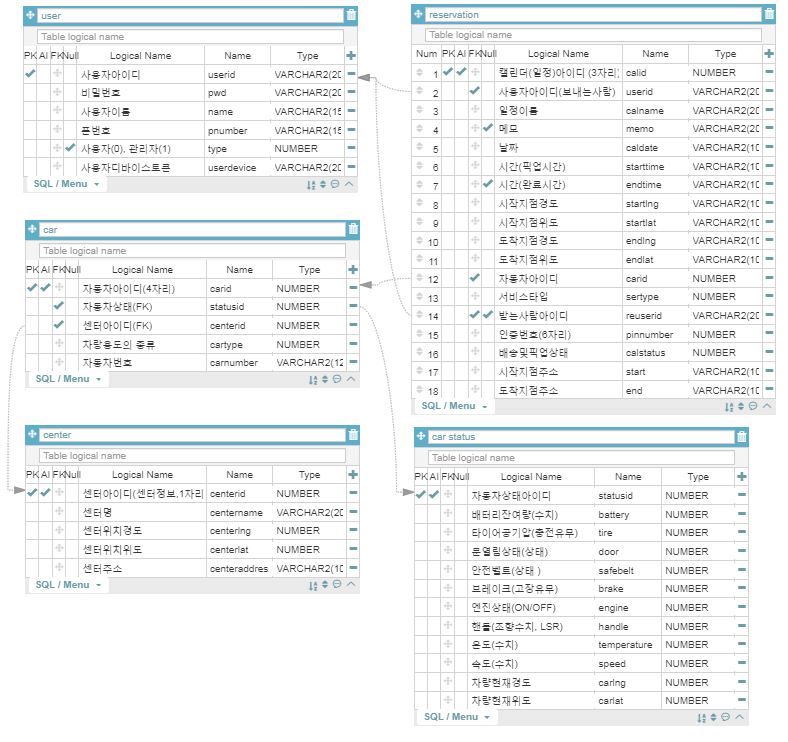 user
Table logical name
PK AI FK Null Logical Name Name Type
사용자아이디 userid VARCHAR2(20
비밀번호 pwd VARCHAR2(20
사용자이름 name VARCHAR2(15
폰번호 pnumber VARCHAR2(15
사용자(0), 관리자(1) type NUMBER
사용자디바이스토큰 userdevice VARCHAR2(20
SQL / Menu
reservation
Table logical name
Num PK AI FK Null Logical Name Name Type
1 캘린더(일정)아이디 (3자리) calid NUMBER
2 사용자아이디(보내는사람) userid VARCHAR2(20
3 일정이름 calname VARCHAR2(20
4 메모 memo VARCHAR2(20
5 날짜 caldate VARCHAR2(10
6 시간(픽업시간) starttime VARCHAR2(10
7 시간(완료시간) endtime VARCHAR2(10
8 시작지점경도 startlng VARCHAR2(10
9 시작지점위도 startlat VARCHAR2(10
10 도착지점경도 endlng VARCHAR2(10
11 도착지점위도 endlat VARCHAR2(10
12 자동차아이디 carid NUMBER
13 서비스타입 sertype NUMBER
14 받는사람아이디 reuserid VARCHAR2(20
15 인증번호(6자리) pinnumber NUMBER
16 배송및픽업상태 calstatus NUMBER
17 시작지점주소 start VARCHAR2(10
18 도착지점주소 end VARCHAR2(10
SQL / Menu
car
Table logical name
PK AI FK Null Logical Name Name Type
자동차아이디(4자리) carid NUMBER
자동차상태(FK) statusid NUMBER
센터아이디(FK) centerid NUMBER
차량용도의 종류 cartype NUMBER
자동차번호 carnumber VARCHAR2(12
SQL / Menu
center
Table logical name
PK AI FK Null Logical Name Name Type
센터아이디(센터정보,1자리 centerid NUMBER
센터명 centername VARCHAR2(20
센터위치경도 centerlng NUMBER
센터위치위도 centerlat NUMBER
센터주소 centeraddres VARCHAR2(10
SQL / Menu
car status
Table logical name
PK AI FK Null Logical Name Name Type
자동차상태아이디 statusid NUMBER
배터리잔여량(수치) battery NUMBER
타이어공기압(충전유무) tire NUMBER
문열림상태(상태) door NUMBER
안전벨트(상태 ) safebelt NUMBER
브레이크(고장유무) brake NUMBER
엔진상태(ON/OFF) engine NUMBER
핸들(조향수치, LSR) handle NUMBER
온도(수치) temperature NUMBER
속도(수치) speed NUMBER
차량현재경도 carlng NUMBER
차량현재위도 carlat NUMBER
SQL / Menu